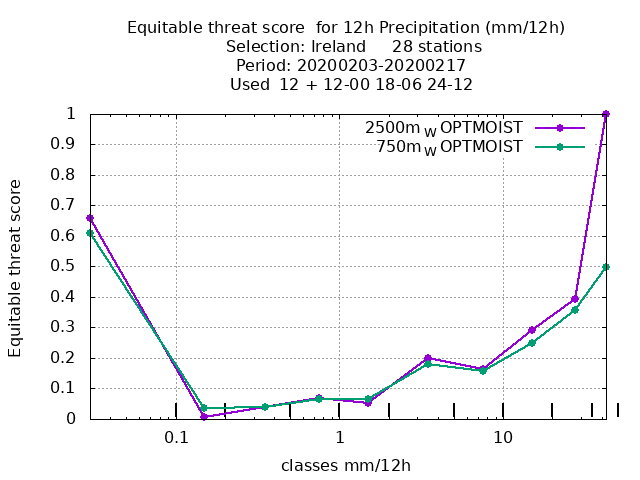 Equitable threat score  for 12h Precipitation (mm/12h)
Selection: Ireland     28 stations
Period: 20200203-20200217
Used  12 + 12-00 18-06 24-12
2500m W OPTMOIST
750m W OPTMOIST
1
0.9
0.8
0.7
0.6
0.5
0.4
0.3
0.2
0.1
0
Equitable threat score
0.1 1 10
classes mm/12h